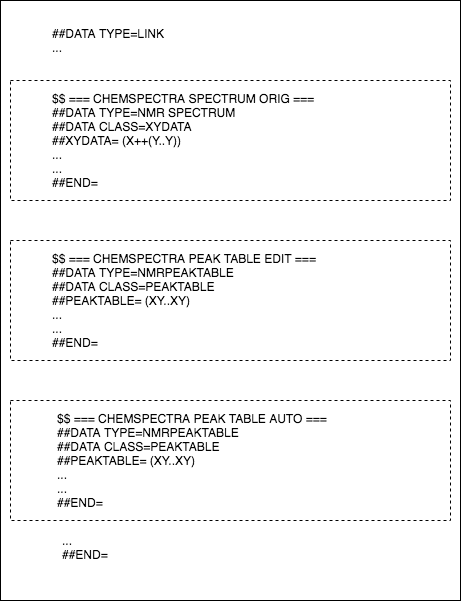 ##DATA TYPE=LINK
...
$$ === CHEMSPECTRA SPECTRUM ORIG ===
##DATA TYPE=NMR SPECTRUM
##DATA CLASS=XYDATA
##XYDATA= (X++(Y..Y))
...
...
##END=
$$ === CHEMSPECTRA PEAK TABLE EDIT ===
##DATA TYPE=NMRPEAKTABLE
##DATA CLASS=PEAKTABLE
##PEAKTABLE= (XY..XY)
...
...
##END=
$$ === CHEMSPECTRA PEAK TABLE AUTO ===
##DATA TYPE=NMRPEAKTABLE
##DATA CLASS=PEAKTABLE
##PEAKTABLE= (XY..XY)
...
...
##END=
...
##END=